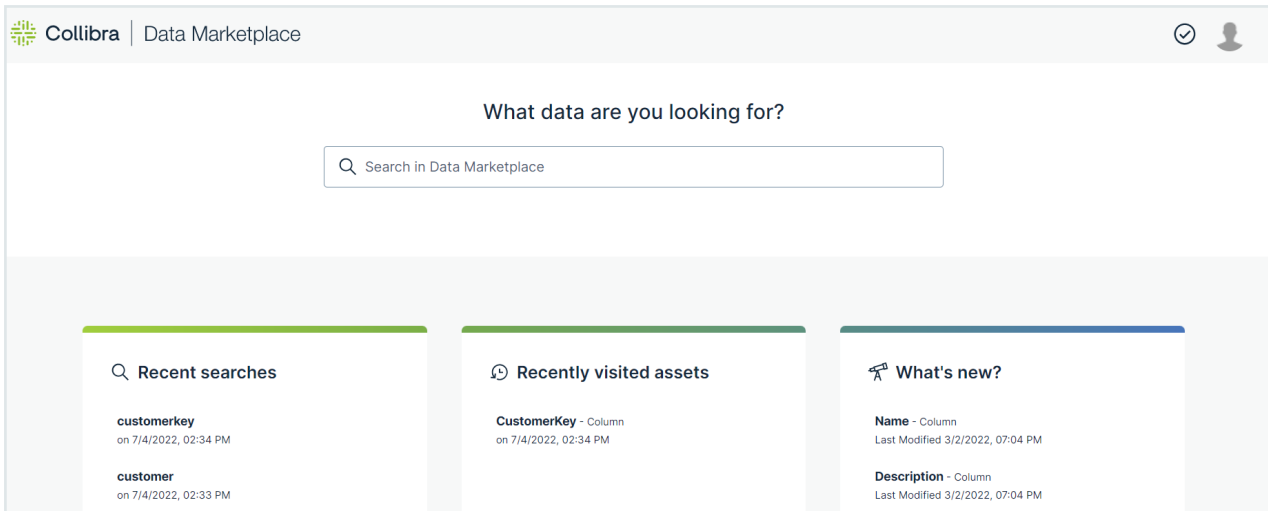 Collibra | Data Marketplace
What data are you looking for?
Search in Data Marketplace
Recent searches
customerkey
on 7/4/2022, 02:34 PM
customer
on 7/4/2022, 02:33 PM
Recently visited assets
CustomerKey - Column
on 7/4/2022, 02:34 PM
What's new?
Name - Column
Last Modified 3/2/2022, 07:04 PM
Description - Column
Last Modified 3/2/2022, 07:04 PM